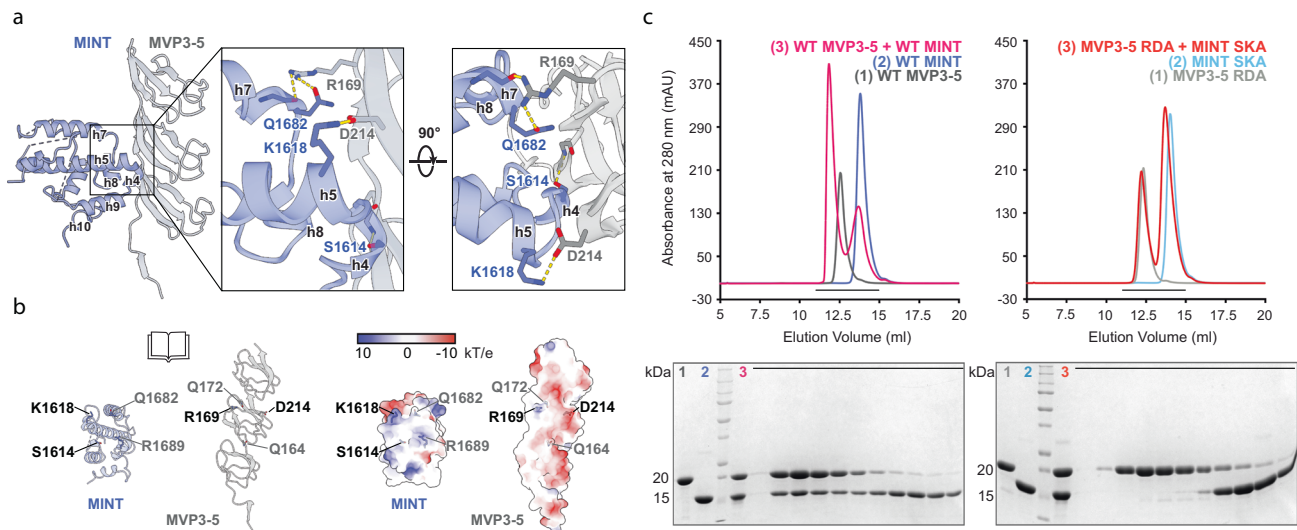 a
MINT
MVP3-5
h7
h5
h8
h4
h9
h10
R169
h7
h8
Q1682
D214
K1618
h5
h8
S1614
h4
90°
R169
h7
h8
Q1682
S1614
h4
h5
D214
K1618
b
10 0 -10 kT/e
Q172
K1618 Q1682
R169 D214
S1614 R1689 Q164
MINT
MVP3-5
Q172
K1618 Q1682
R169 D214
S1614 R1689 Q164
MINT
MVP3-5
c
(3) WT MVP3-5 + WT MINT
(2) WT MINT
(1) WT MVP3-5
Absorbance at 280 nm (mAU)
450
370
290
210
130
50
-30
5 7.5 10 12.5 15 17.5 20
Elution Volume (ml)
(3) MVP3-5 RDA + MINT SKA
(2) MINT SKA
(1) MVP3-5 RDA
450
370
290
210
130
50
-30
5 7.5 10 12.5 15 17.5 20
Elution Volume (ml)
kDa 1 2 3
20
15
kDa 1 2 3
20
15